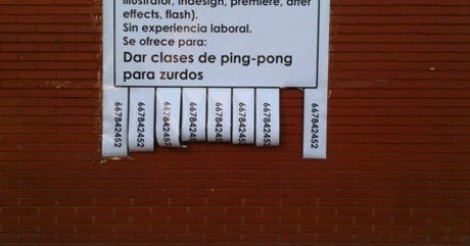 illustrator, indesign, premiere, after
effects, flash).
Sin experiencia laboral.
Se ofrece para:
Dar clases de ping-pong
para zurdos
667842452
667842452
667842452
667842452
667842452
667842452
667842452
667842452